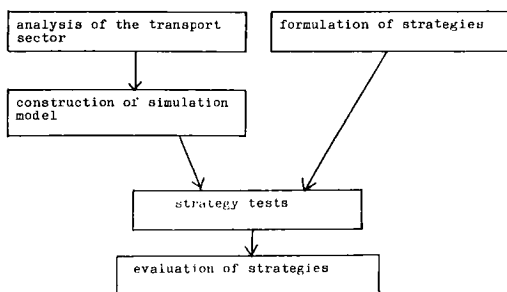 analysis of the transport
sector
formulation of strategies
construction of simulation
model
strategy tests
evaluation of strategies